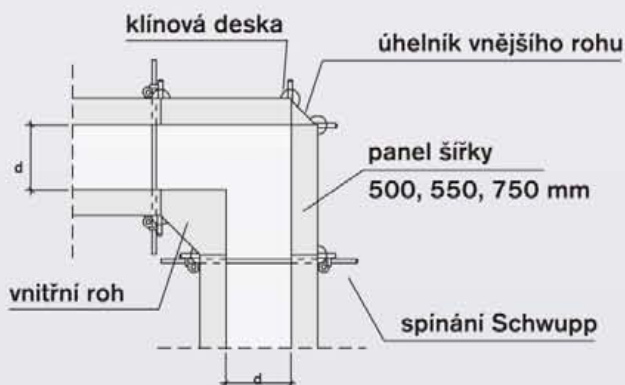 klínová deska
úhelník vnějšího rohu
d
panel šířky
500, 550, 750 mm
vnitřní roh
spínání Schwupp
d